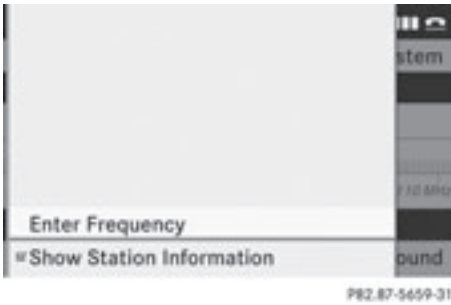 stem
Enter Frequency
Show Station Information
ound
P82.87-5659-31